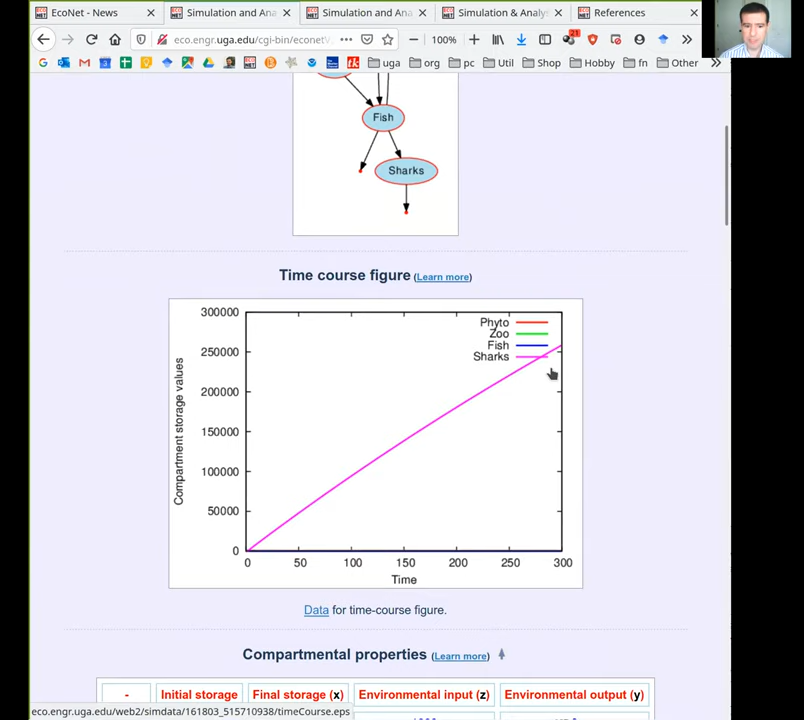 EcoNet - News
Simulation and Ana
Simulation and Ana
Simulation & Analys
References
eco.engr.uga.edu/cgi-bin/econet
100%
21
uga
org
pc
Util
Shop
Hobby
fn
Other
Fish
Sharks
Time course figure (Learn more)
300000
250000
200000
150000
100000
50000
0
Compartment storage values
Phyto
Zoo
Fish
Sharks
0 50 100 150 200 250 300
Time
Data for time-course figure.
Compartmental properties (Learn more)
- Initial storage Final storage (x) Environmental input (z) Environmental output (y)
eco.engr.uga.edu/web2/simdata/161803_515710938/timeCourse.eps